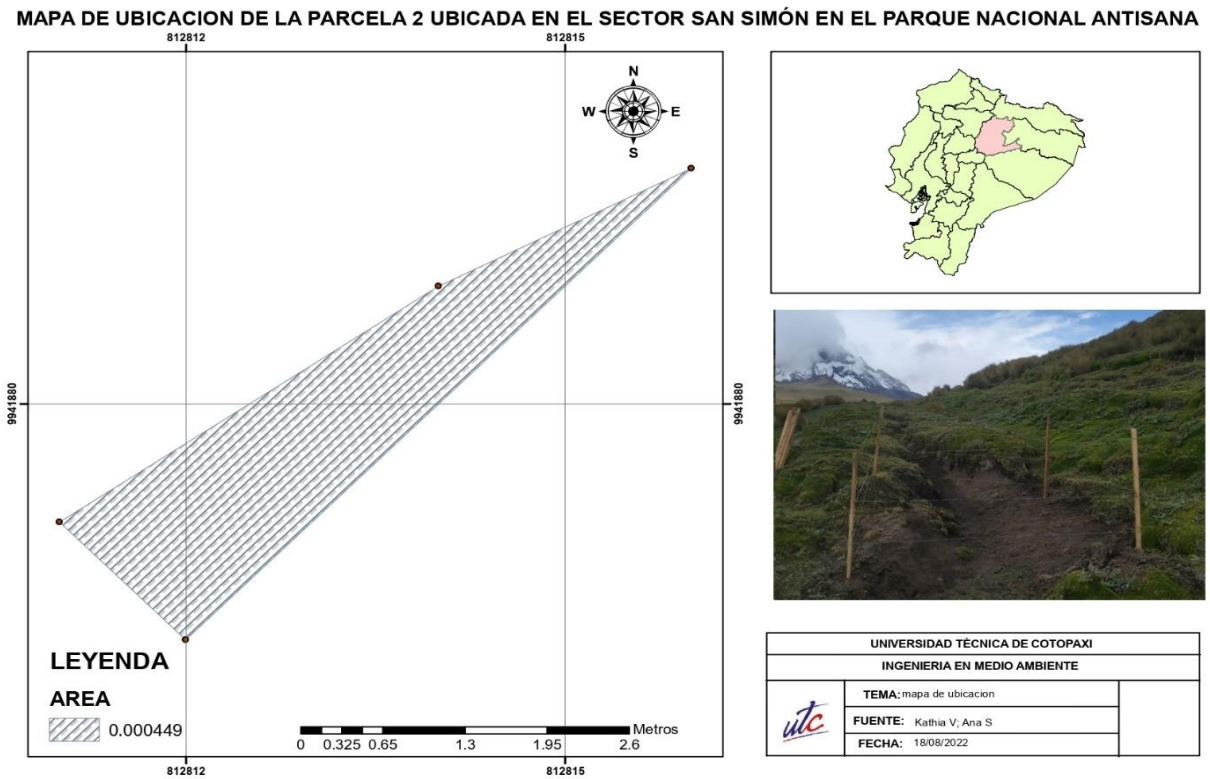 MAPA DE UBICACION DE LA PARCELA 2 UBICADA EN EL SECTOR SAN SIMÓN EN EL PARQUE NACIONAL ANTISANA
812812 812815
N
W E
S
9941880 9941880
LEYENDA
AREA
0.000449
0 0.325 0.65 1.3 1.95 2.6 Metros
812812 812815
UNIVERSIDAD TÈCNICA DE COTOPAXI
INGENIERIA EN MEDIO AMBIENTE
utc
TEMA: mapa de ubicacion
FUENTE: Kathia V; Ana S
FECHA: 18/08/2022